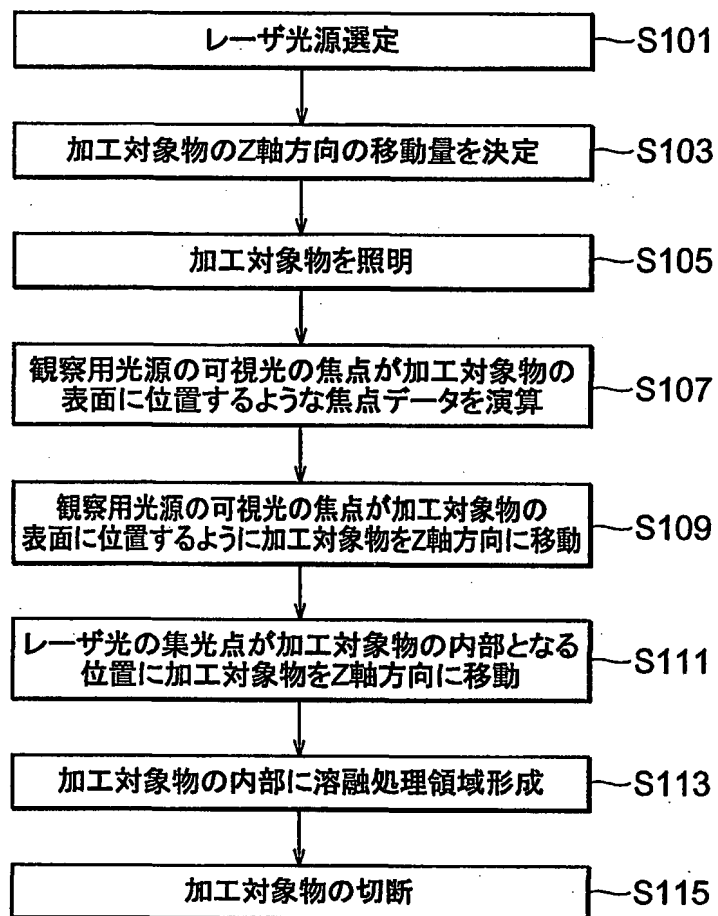 レーザ光源選定
S101
加工対象物のZ軸方向の移動量を決定
S103
加工対象物を照明
S105
観察用光源の可視光の焦点が加工対象物の
表面に位置するような焦点データを演算
S107
観察用光源の可視光の焦点が加工対象物の
表面に位置するように加工対象物をZ軸方向に移動
S109
レーザ光の集光点が加工対象物の内部となる
位置に加工対象物をZ軸方向に移動
S111
加工対象物の内部に溶融処理領域形成
S113
加工対象物の切断
S115